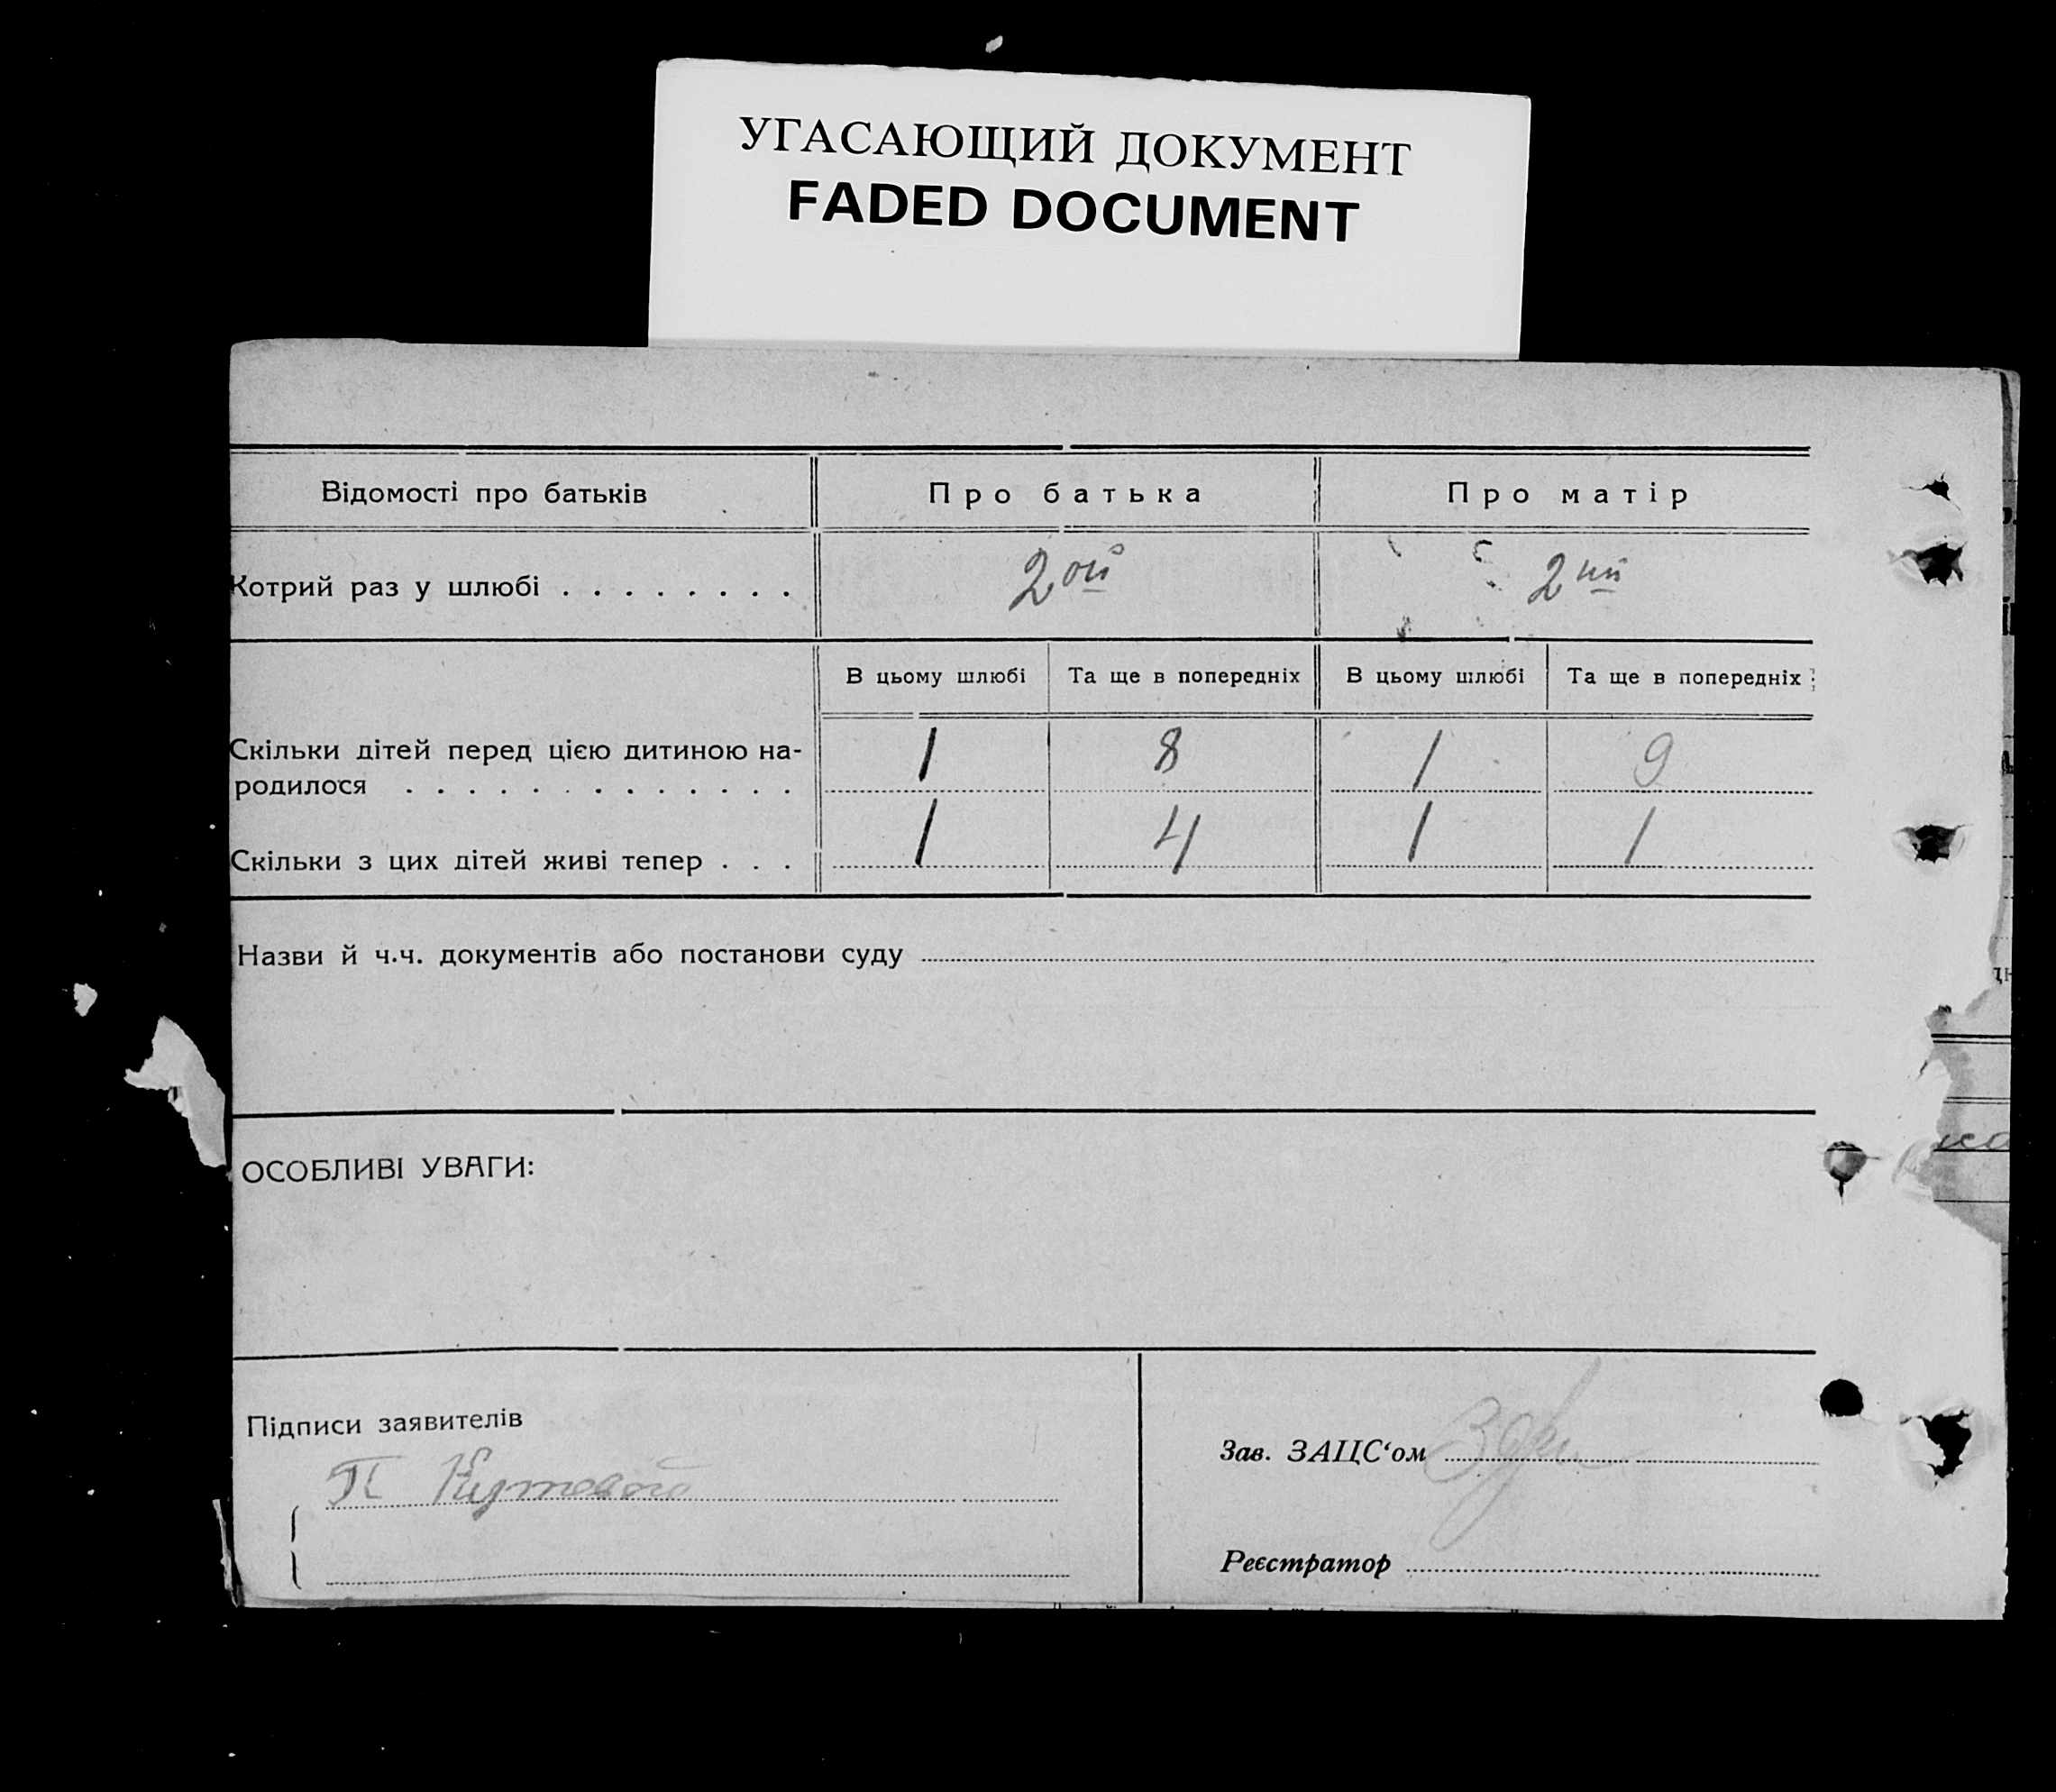 УГАСАЮЩИЙ ДОКУМЕНТ
FADED DOCUMENT
Відомості про батьків Про батька Про матір
Котрий раз у шлюбі . . . . . . . . 2ой 2ий
В цьому шлюбі Та ще в попередніх В цьому шлюбі Та ще в попередніх
Скільки дітей перед цією дитиною на-
родилося . . . . . . . . . . . . . 1 8 1 9
Скільки з цих дітей живі тепер . . . 1 4 1 1
Назви й ч.ч. документів або постанови суду
ОСОБЛИВІ УВАГИ:
Підписи заявителів
П Кутовой
Зав. ЗАЦС‘ом
Реєстратор